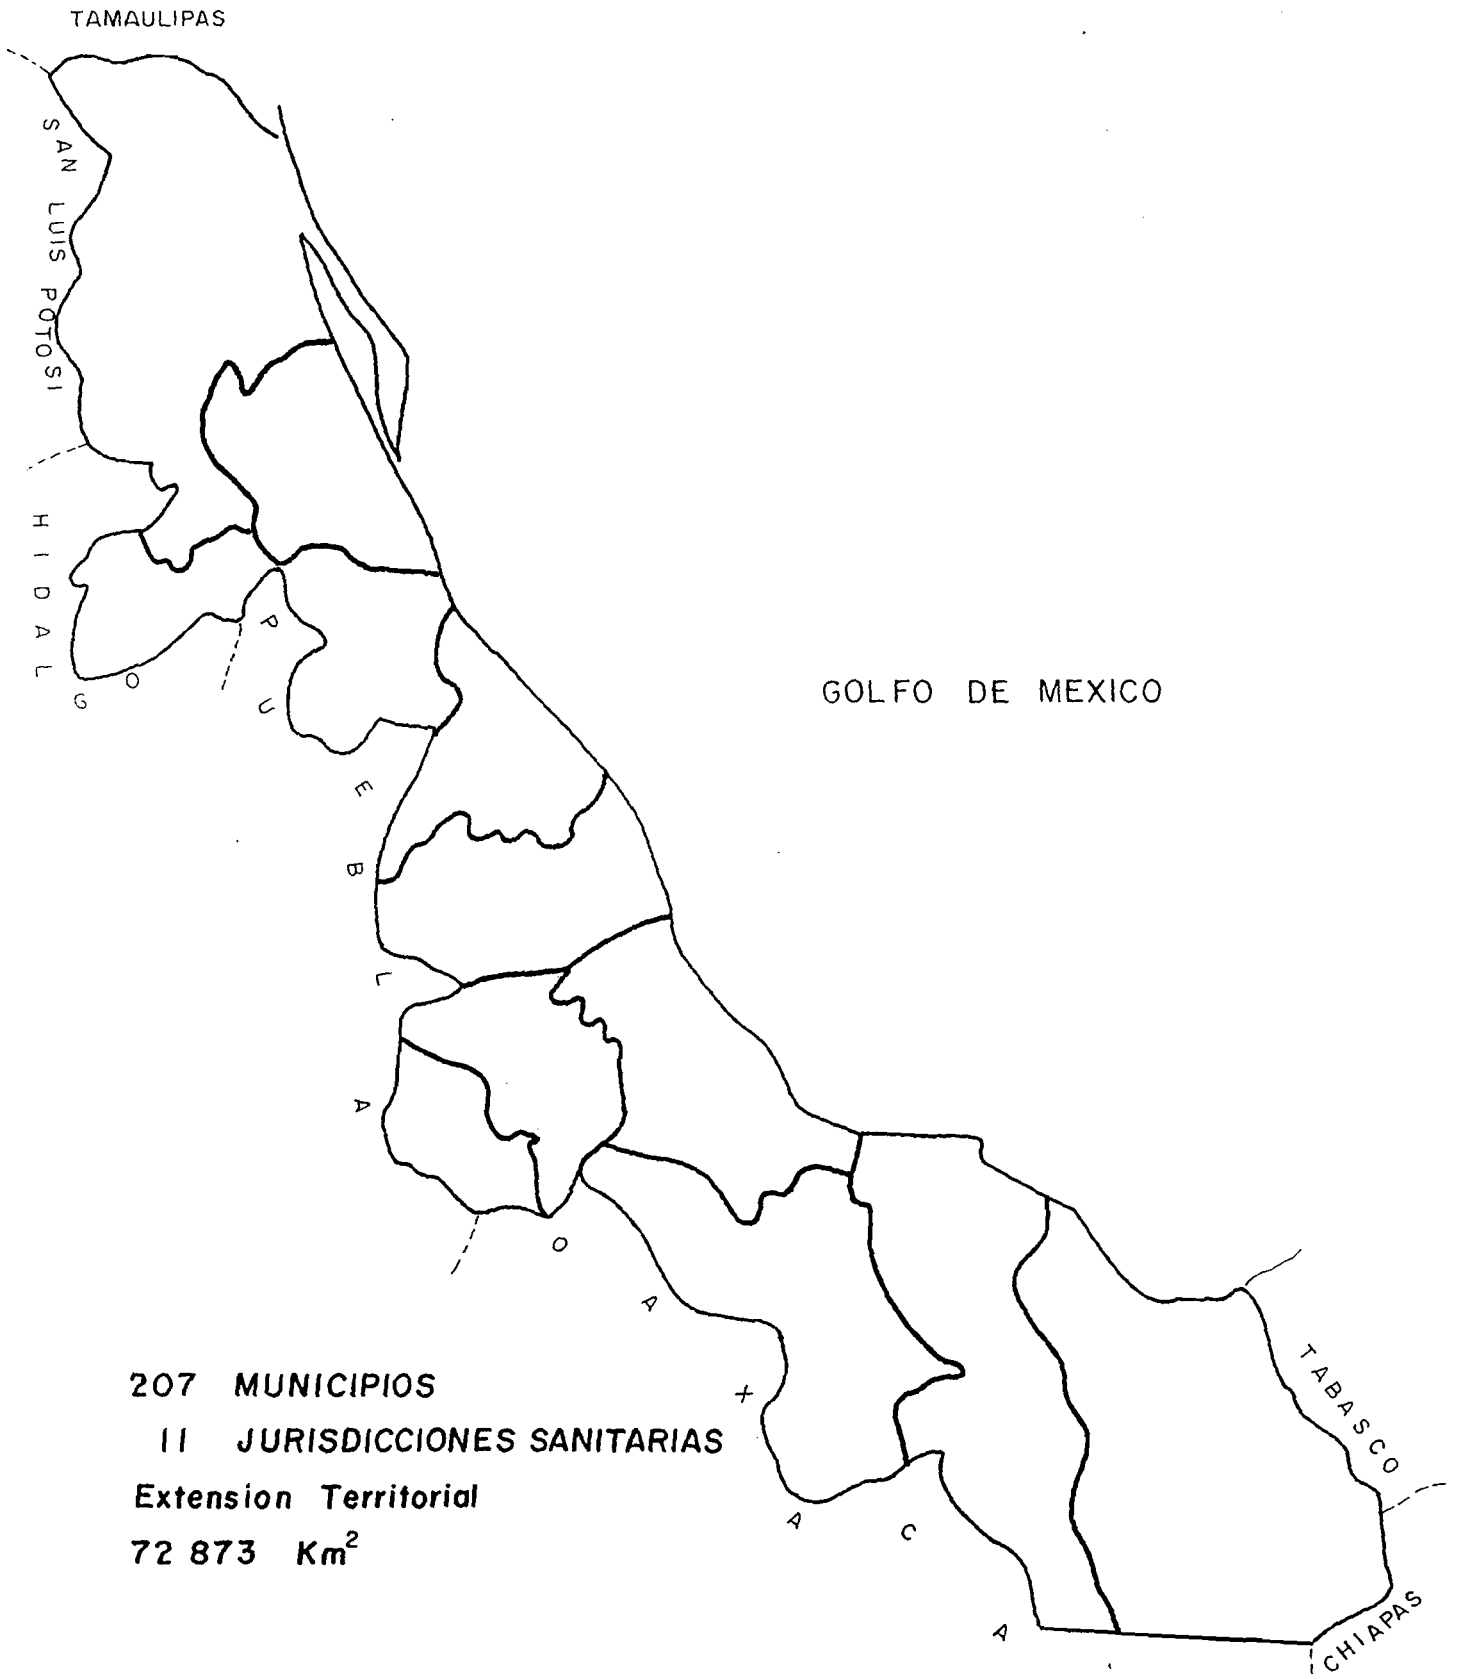 TAMAULIPAS
SAN LUIS POTOSI
HIDALGO
PUEBLA
GOLFO DE MEXICO
OAXACA
TABASCO
CHIAPAS
207 MUNICIPIOS
11 JURISDICCIONES SANITARIAS
Extension Territorial
72 873 Km²